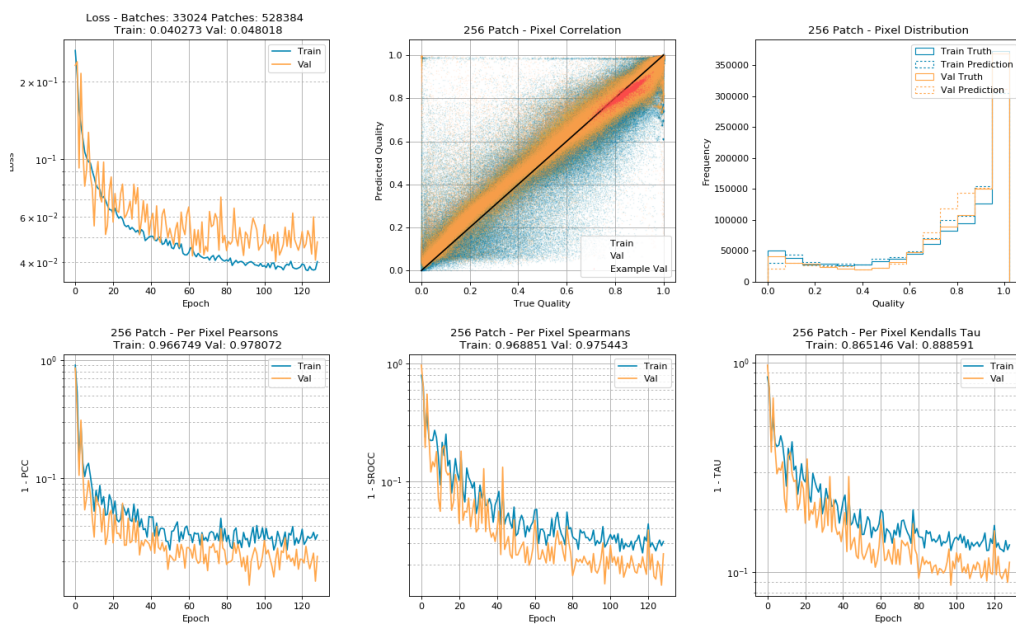 Loss - Batches: 33024 Patches: 528384
Train: 0.040273 Val: 0.048018
Train
Val
2 × 10⁻¹
10⁻¹
6 × 10⁻²
4 × 10⁻²
Loss
0 20 40 60 80 100 120
Epoch
256 Patch - Pixel Correlation
1.0
0.8
0.6
0.4
0.2
0.0
Predicted Quality
Train
Val
Example Val
0.0 0.2 0.4 0.6 0.8 1.0
True Quality
256 Patch - Pixel Distribution
Train Truth
Train Prediction
Val Truth
Val Prediction
350000
300000
250000
200000
150000
100000
50000
0
Frequency
0.0 0.2 0.4 0.6 0.8 1.0
Quality
256 Patch - Per Pixel Pearsons
Train: 0.966749 Val: 0.978072
Train
Val
10⁰
10⁻¹
1 - PCC
0 20 40 60 80 100 120
Epoch
256 Patch - Per Pixel Spearmans
Train: 0.968851 Val: 0.975443
Train
Val
10⁰
10⁻¹
1 - SROCC
0 20 40 60 80 100 120
Epoch
256 Patch - Per Pixel Kendalls Tau
Train: 0.865146 Val: 0.888591
Train
Val
10⁰
10⁻¹
1 - TAU
0 20 40 60 80 100 120
Epoch